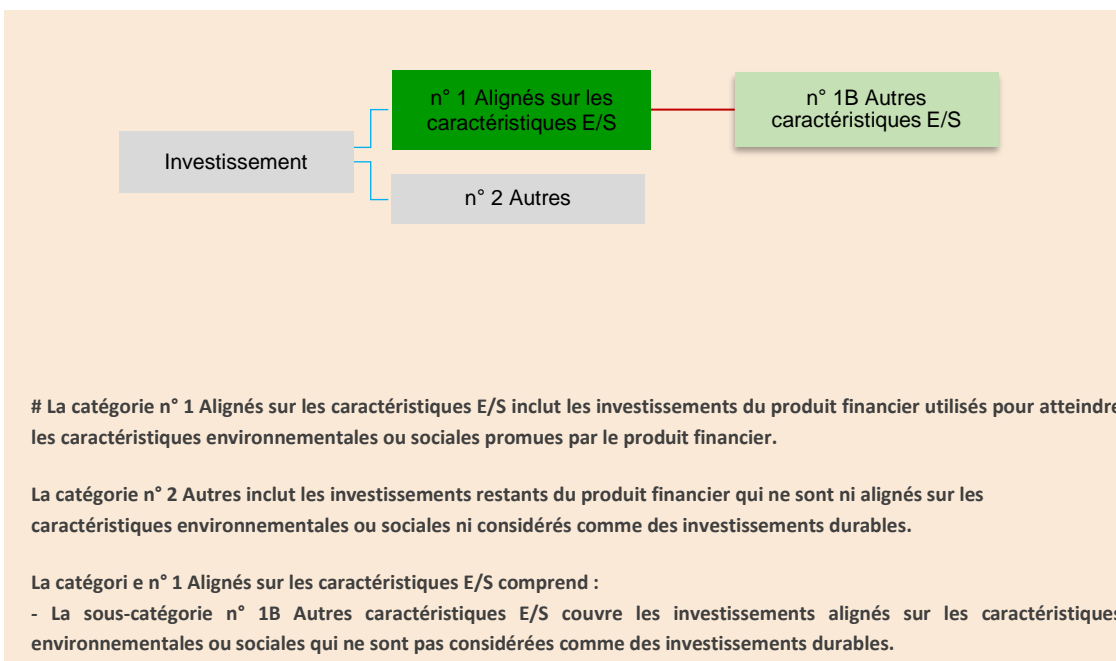 n° 1 Alignés sur les
caractéristiques E/S
n° 1B Autres
caractéristiques E/S
Investissement
n° 2 Autres
# La catégorie n° 1 Alignés sur les caractéristiques E/S inclut les investissements du produit financier utilisés pour atteindre
les caractéristiques environnementales ou sociales promues par le produit financier.
La catégorie n° 2 Autres inclut les investissements restants du produit financier qui ne sont ni alignés sur les
caractéristiques environnementales ou sociales ni considérés comme des investissements durables.
La catégori e n° 1 Alignés sur les caractéristiques E/S comprend :
- La sous-catégorie n° 1B Autres caractéristiques E/S couvre les investissements alignés sur les caractéristiques
environnementales ou sociales qui ne sont pas considérées comme des investissements durables.